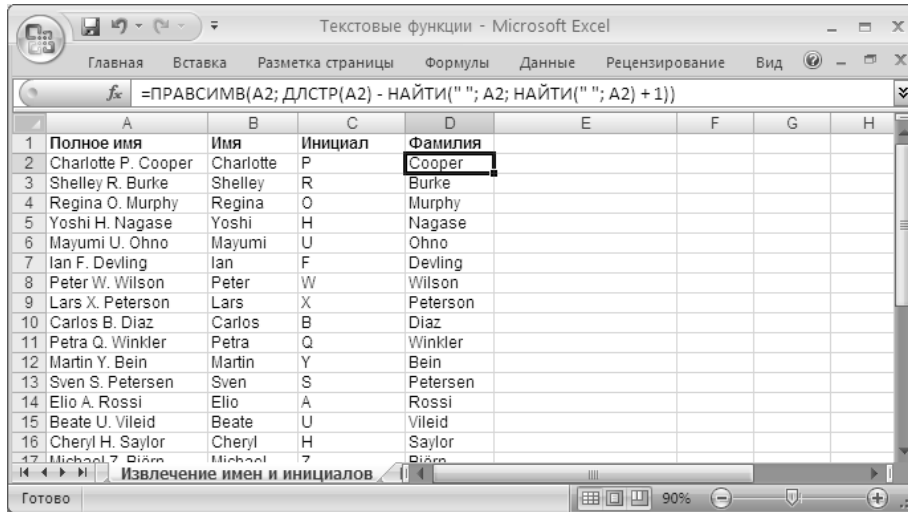 Текстовые функции - Microsoft Excel
Главная Вставка Разметка страницы Формулы Данные Рецензирование Вид
fx =ПРАВСИМВ(A2; ДЛСТР(A2) - НАЙТИ(" "; A2; НАЙТИ(" "; A2) + 1))
A B C D E F G H
1 Полное имя Имя Инициал Фамилия
2 Charlotte P. Cooper Charlotte P Cooper
3 Shelley R. Burke Shelley R Burke
4 Regina O. Murphy Regina O Murphy
5 Yoshi H. Nagase Yoshi H Nagase
6 Mayumi U. Ohno Mayumi U Ohno
7 Ian F. Devling Ian F Devling
8 Peter W. Wilson Peter W Wilson
9 Lars X. Peterson Lars X Peterson
10 Carlos B. Diaz Carlos B Diaz
11 Petra Q. Winkler Petra Q Winkler
12 Martin Y. Bein Martin Y Bein
13 Sven S. Petersen Sven S Petersen
14 Elio A. Rossi Elio A Rossi
15 Beate U. Vileid Beate U Vileid
16 Cheryl H. Saylor Cheryl H Saylor
17 Michael Z. Björn Michael Z Björn
Извлечение имен и инициалов
Готово 90%